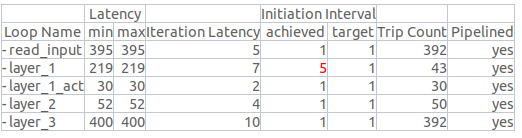 Latency Initiation Interval
Loop Name min max Iteration Latency achieved target Trip Count Pipelined
- read_input 395 395 5 1 1 392 yes
- layer_1 219 219 7 5 1 43 yes
- layer_1_act 30 30 2 1 1 30 yes
- layer_2 52 52 4 1 1 50 yes
- layer_3 400 400 10 1 1 392 yes